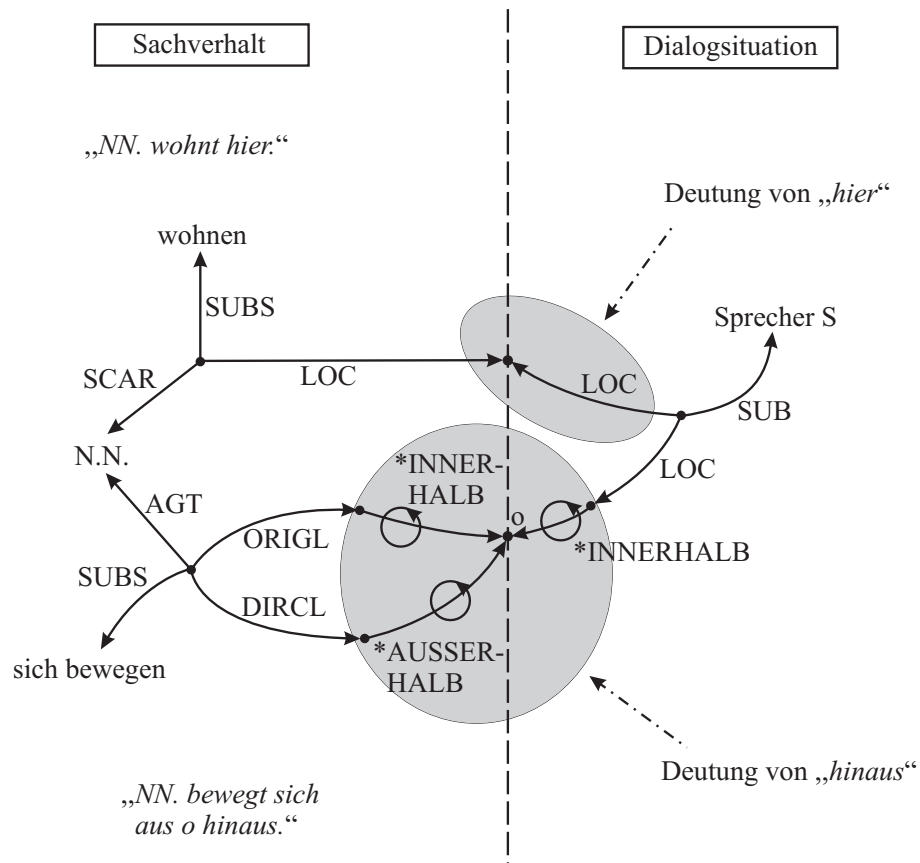 Sachverhalt
Dialogsituation
„NN. wohnt hier.“
Deutung von „hier“
wohnen
SUBS
Sprecher S
SCAR
LOC
LOC
SUB
N.N.
LOC
*INNER-
HALB
AGT
o
ORIGL
*INNERHALB
SUBS
DIRCL
*AUSSER-
HALB
sich bewegen
Deutung von „hinaus“
„NN. bewegt sich
aus o hinaus.“